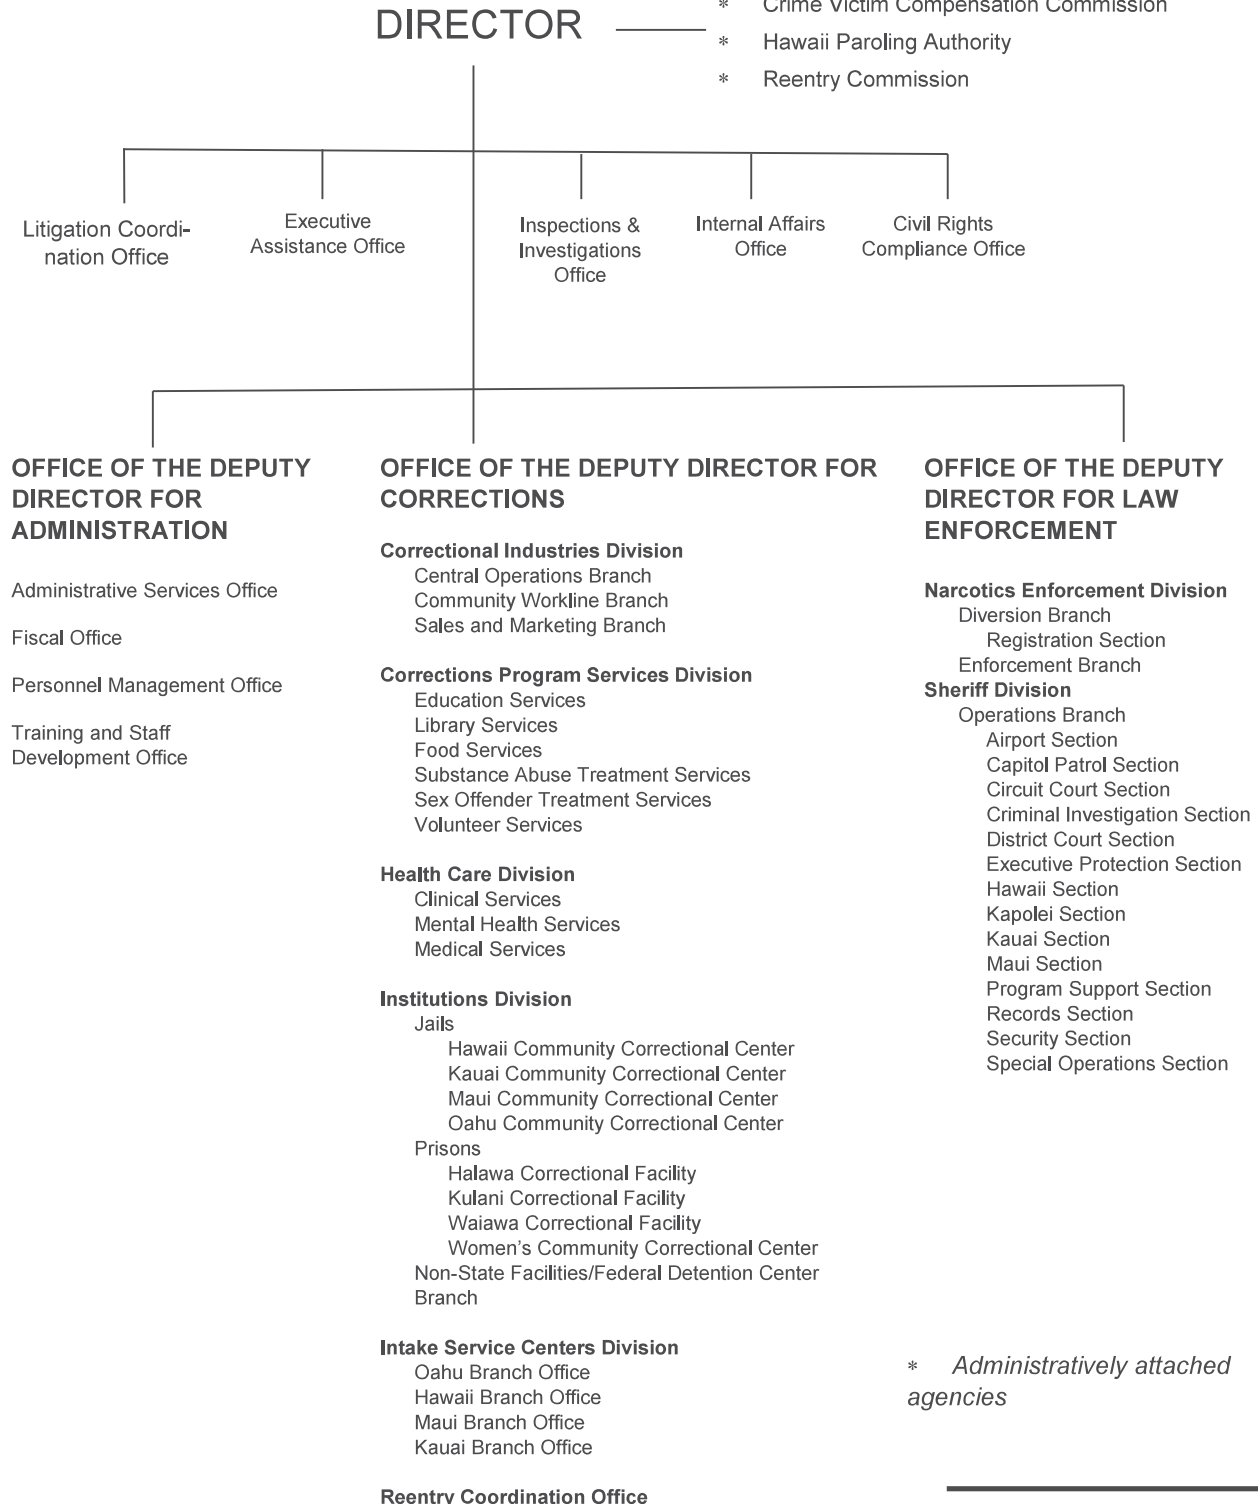 * Crime Victim Compensation Commission
DIRECTOR
* Hawaii Paroling Authority
* Reentry Commission
Litigation Coordi-
nation Office
Executive
Assistance Office
Inspections &
Investigations
Office
Internal Affairs
Office
Civil Rights
Compliance Office
OFFICE OF THE DEPUTY
DIRECTOR FOR
ADMINISTRATION
Administrative Services Office
Fiscal Office
Personnel Management Office
Training and Staff
Development Office
OFFICE OF THE DEPUTY DIRECTOR FOR
CORRECTIONS
Correctional Industries Division
Central Operations Branch
Community Workline Branch
Sales and Marketing Branch
Corrections Program Services Division
Education Services
Library Services
Food Services
Substance Abuse Treatment Services
Sex Offender Treatment Services
Volunteer Services
Health Care Division
Clinical Services
Mental Health Services
Medical Services
Institutions Division
Jails
Hawaii Community Correctional Center
Kauai Community Correctional Center
Maui Community Correctional Center
Oahu Community Correctional Center
Prisons
Halawa Correctional Facility
Kulani Correctional Facility
Waiawa Correctional Facility
Women’s Community Correctional Center
Non-State Facilities/Federal Detention Center
Branch
Intake Service Centers Division
Oahu Branch Office
Hawaii Branch Office
Maui Branch Office
Kauai Branch Office
Reentry Coordination Office
OFFICE OF THE DEPUTY
DIRECTOR FOR LAW
ENFORCEMENT
Narcotics Enforcement Division
Diversion Branch
Registration Section
Enforcement Branch
Sheriff Division
Operations Branch
Airport Section
Capitol Patrol Section
Circuit Court Section
Criminal Investigation Section
District Court Section
Executive Protection Section
Hawaii Section
Kapolei Section
Kauai Section
Maui Section
Program Support Section
Records Section
Security Section
Special Operations Section
* Administratively attached
agencies